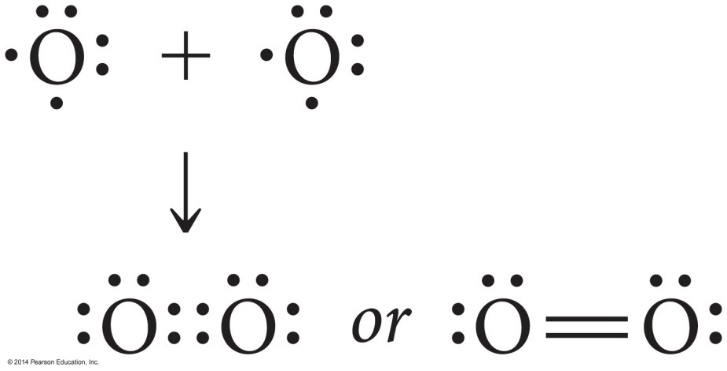 O + O
O O or O O
© 2014 Pearson Education, Inc.